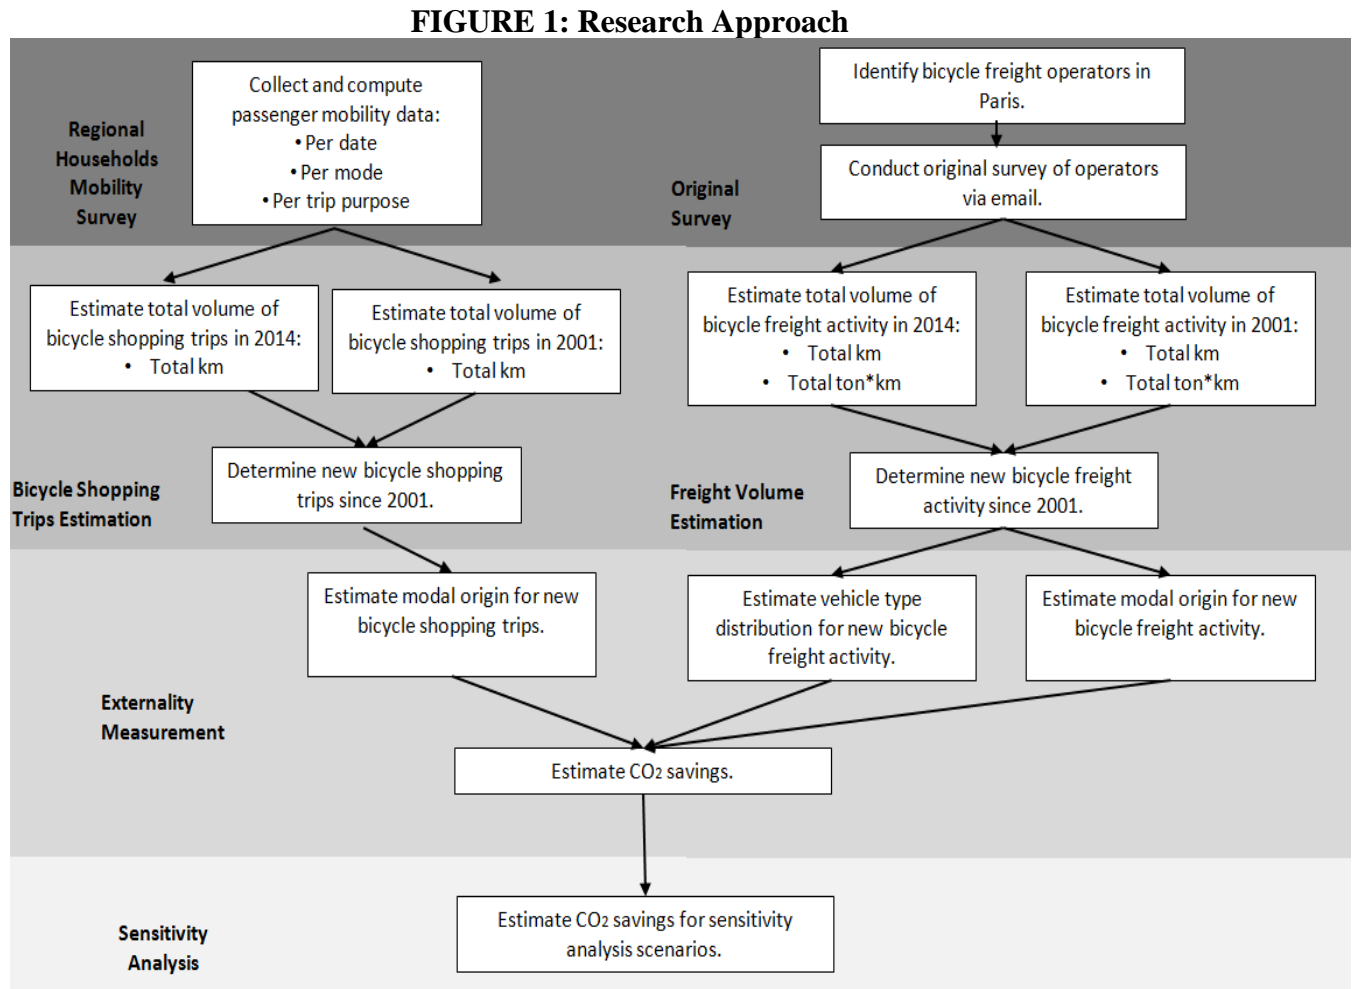 FIGURE 1: Research Approach
Regional
Households
Mobility
Survey
Collect and compute
passenger mobility data:
• Per date
• Per mode
• Per trip purpose
Original
Survey
Identify bicycle freight operators in
Paris.
Conduct original survey of operators
via email.
Estimate total volume of
bicycle shopping trips in 2014:
• Total km
Estimate total volume of
bicycle shopping trips in 2001:
• Total km
Estimate total volume of
bicycle freight activity in 2014:
• Total km
• Total ton*km
Estimate total volume of
bicycle freight activity in 2001:
• Total km
• Total ton*km
Bicycle Shopping
Trips Estimation
Determine new bicycle shopping
trips since 2001.
Freight Volume
Estimation
Determine new bicycle freight
activity since 2001.
Estimate modal origin for new
bicycle shopping trips.
Estimate vehicle type
distribution for new bicycle
freight activity.
Estimate modal origin for new
bicycle freight activity.
Externality
Measurement
Estimate CO2 savings.
Sensitivity
Analysis
Estimate CO2 savings for sensitivity
analysis scenarios.